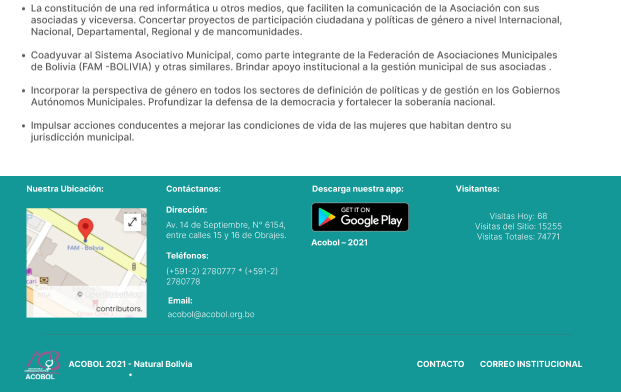 • La constitución de una red informática u otros medios, que faciliten la comunicación de la Asociación con sus
asociadas y viceversa. Concertar proyectos de participación ciudadana y políticas de género a nivel Internacional,
Nacional, Departamental, Regional y de mancomunidades.
• Coadyuvar al Sistema Asociativo Municipal, como parte integrante de la Federación de Asociaciones Municipales
de Bolivia (FAM -BOLIVIA) y otras similares. Brindar apoyo institucional a la gestión municipal de sus asociadas .
• Incorporar la perspectiva de género en todos los sectores de definición de políticas y de gestión en los Gobiernos
Autónomos Municipales. Profundizar la defensa de la democracia y fortalecer la soberanía nacional.
• Impulsar acciones conducentes a mejorar las condiciones de vida de las mujeres que habitan dentro su
jurisdicción municipal.
Nuestra Ubicación:
FAM - Bolivia
© OpenStreetMap
contributors.
Contáctanos:
Dirección:
Av. 14 de Septiembre, N° 6154,
entre calles 15 y 16 de Obrajes.
Teléfonos:
(+591-2) 2780777 * (+591-2)
2780778
Email:
acobol@acobol.org.bo
Descarga nuestra app:
GET IT ON
Google Play
Acobol – 2021
Visitantes:
Visitas Hoy: 68
Visitas del Sitio: 15255
Visitas Totales: 74771
ACOBOL
ACOBOL 2021 - Natural Bolivia
*
CONTACTO CORREO INSTITUCIONAL